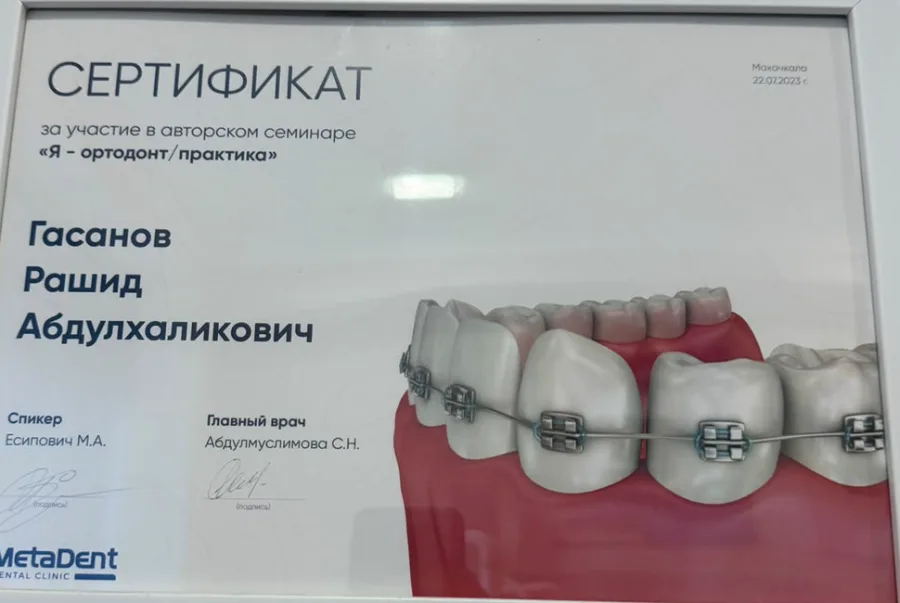 СЕРТИФИКАТ
Махачкала
22.07.2023 г.
за участие в авторском семинаре
«Я - ортодонт/практика»
Гасанов
Рашид
Абдулхаликович
Спикер
Есипович М.А.
(подпись)
Главный врач
Абдулмуслимова С.Н.
(подпись)
MetaDent
ENTAL CLINIC